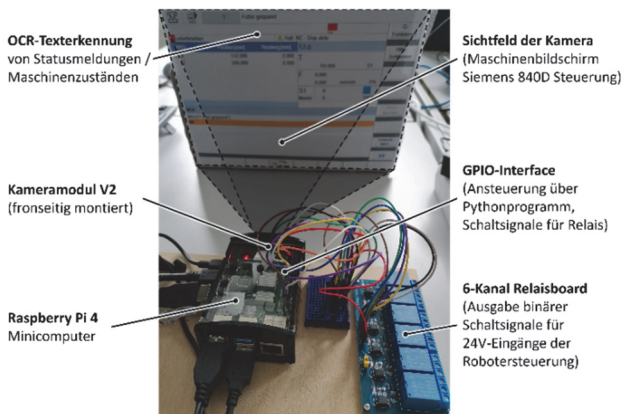 OCR-Texterkennung
von Statusmeldungen /
Maschinenzuständen
Kameramodul V2
(fronseitig montiert)
Raspberry Pi 4
Minicomputer
Sichtfeld der Kamera
(Maschinenbildschirm
Siemens 840D Steuerung)
GPIO-Interface
(Ansteuerung über
Pythonprogramm,
Schaltsignale für Relais)
6-Kanal Relaisboard
(Ausgabe binärer
Schaltsignale für
24V-Eingänge der
Robotersteuerung)